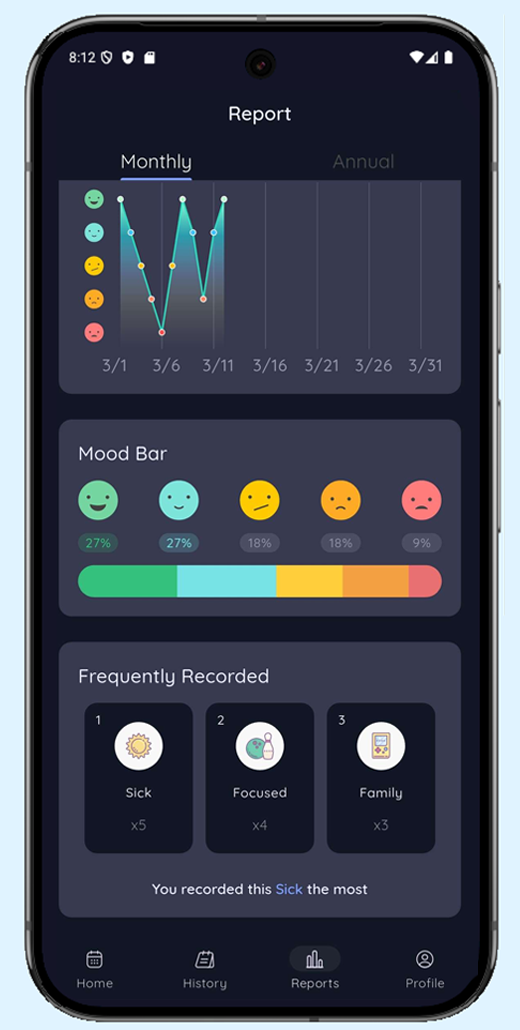 8:12
Report
Monthly Annual
3/1 3/6 3/11 3/16 3/21 3/26 3/31
Mood Bar
27% 27% 18% 18% 9%
Frequently Recorded
1 2 3
Sick Focused Family
x5 x4 x3
You recorded this Sick the most
Home History Reports Profile